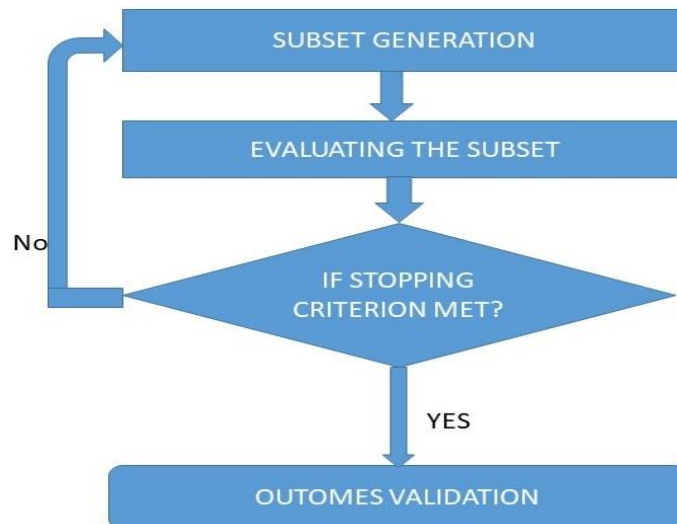 SUBSET GENERATION
EVALUATING THE SUBSET
No
IF STOPPING
CRITERION MET?
YES
OUTOMES VALIDATION